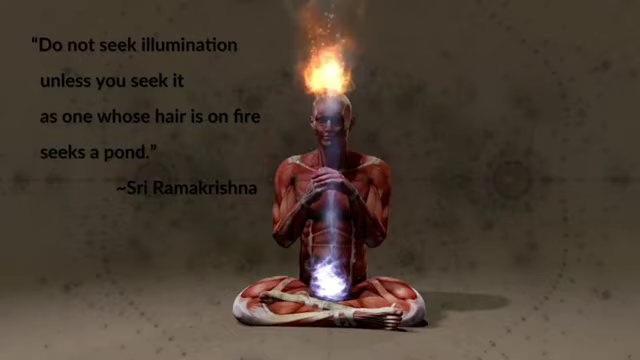 “Do not seek illumination
unless you seek it
as one whose hair is on fire
seeks a pond.”
~Sri Ramakrishna